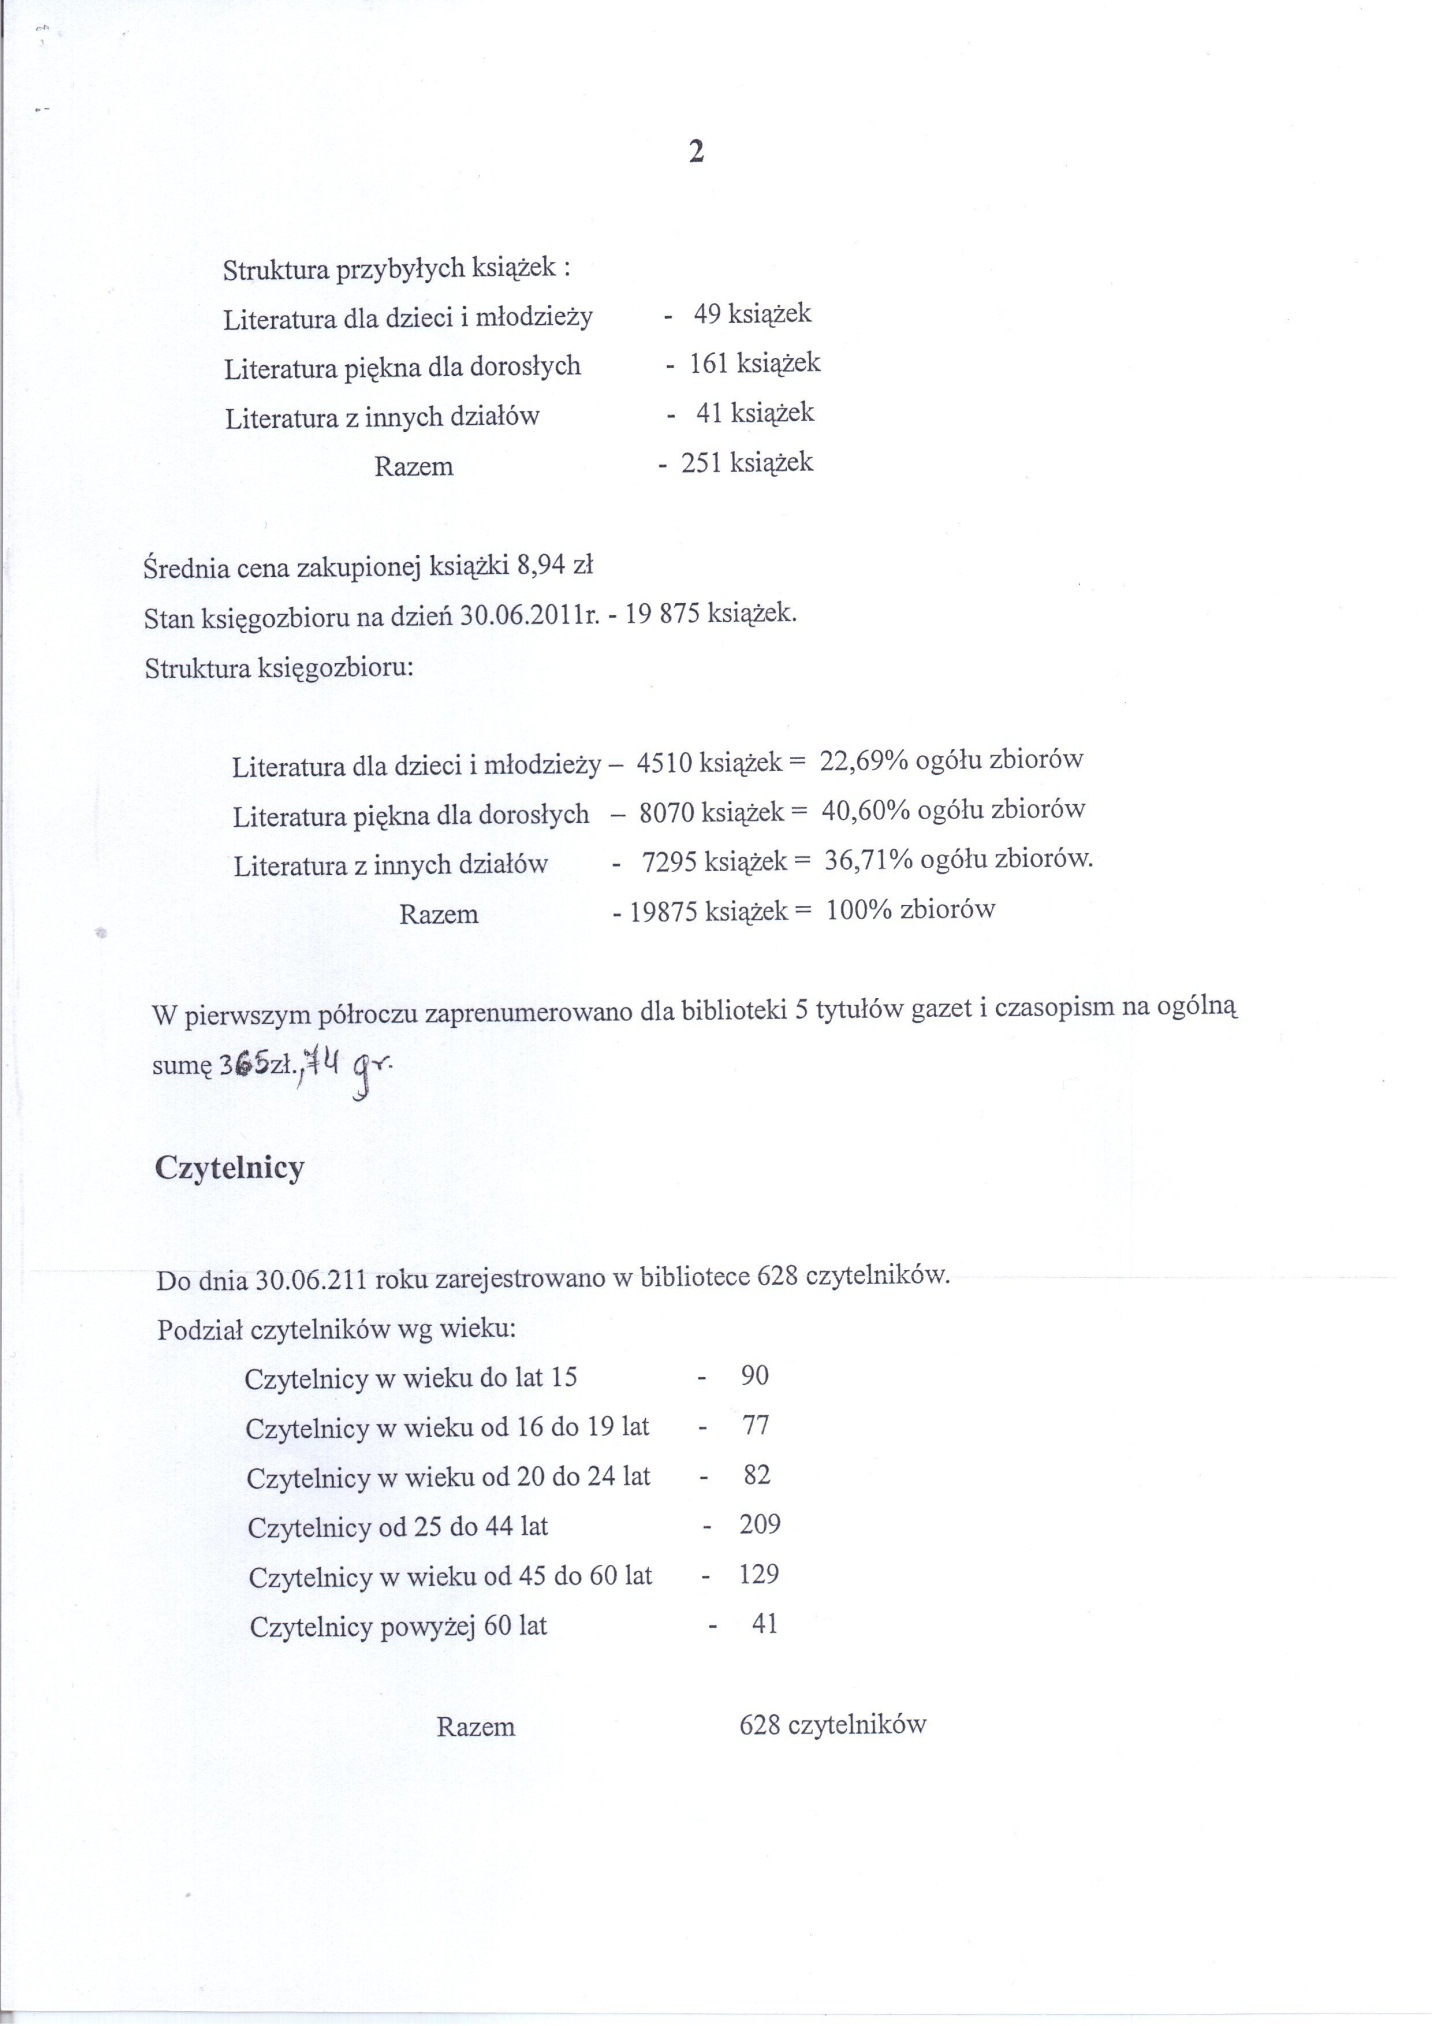 2
Struktura przybyłych książek :
Literatura dla dzieci i młodzieży - 49 książek
Literatura piękna dla dorosłych - 161 książek
Literatura z innych działów - 41 książek
Razem - 251 książek
Średnia cena zakupionej książki 8,94 zł
Stan księgozbioru na dzień 30.06.2011r. - 19 875 książek.
Struktura księgozbioru:
Literatura dla dzieci i młodzieży – 4510 książek = 22,69% ogółu zbiorów
Literatura piękna dla dorosłych – 8070 książek = 40,60% ogółu zbiorów
Literatura z innych działów - 7295 książek = 36,71% ogółu zbiorów.
Razem - 19875 książek = 100% zbiorów
W pierwszym półroczu zaprenumerowano dla biblioteki 5 tytułów gazet i czasopism na ogólną
sumę 365zł.,74 gr.
Czytelnicy
Do dnia 30.06.211 roku zarejestrowano w bibliotece 628 czytelników.
Podział czytelników wg wieku:
Czytelnicy w wieku do lat 15 - 90
Czytelnicy w wieku od 16 do 19 lat - 77
Czytelnicy w wieku od 20 do 24 lat - 82
Czytelnicy od 25 do 44 lat - 209
Czytelnicy w wieku od 45 do 60 lat - 129
Czytelnicy powyżej 60 lat - 41
Razem 628 czytelników